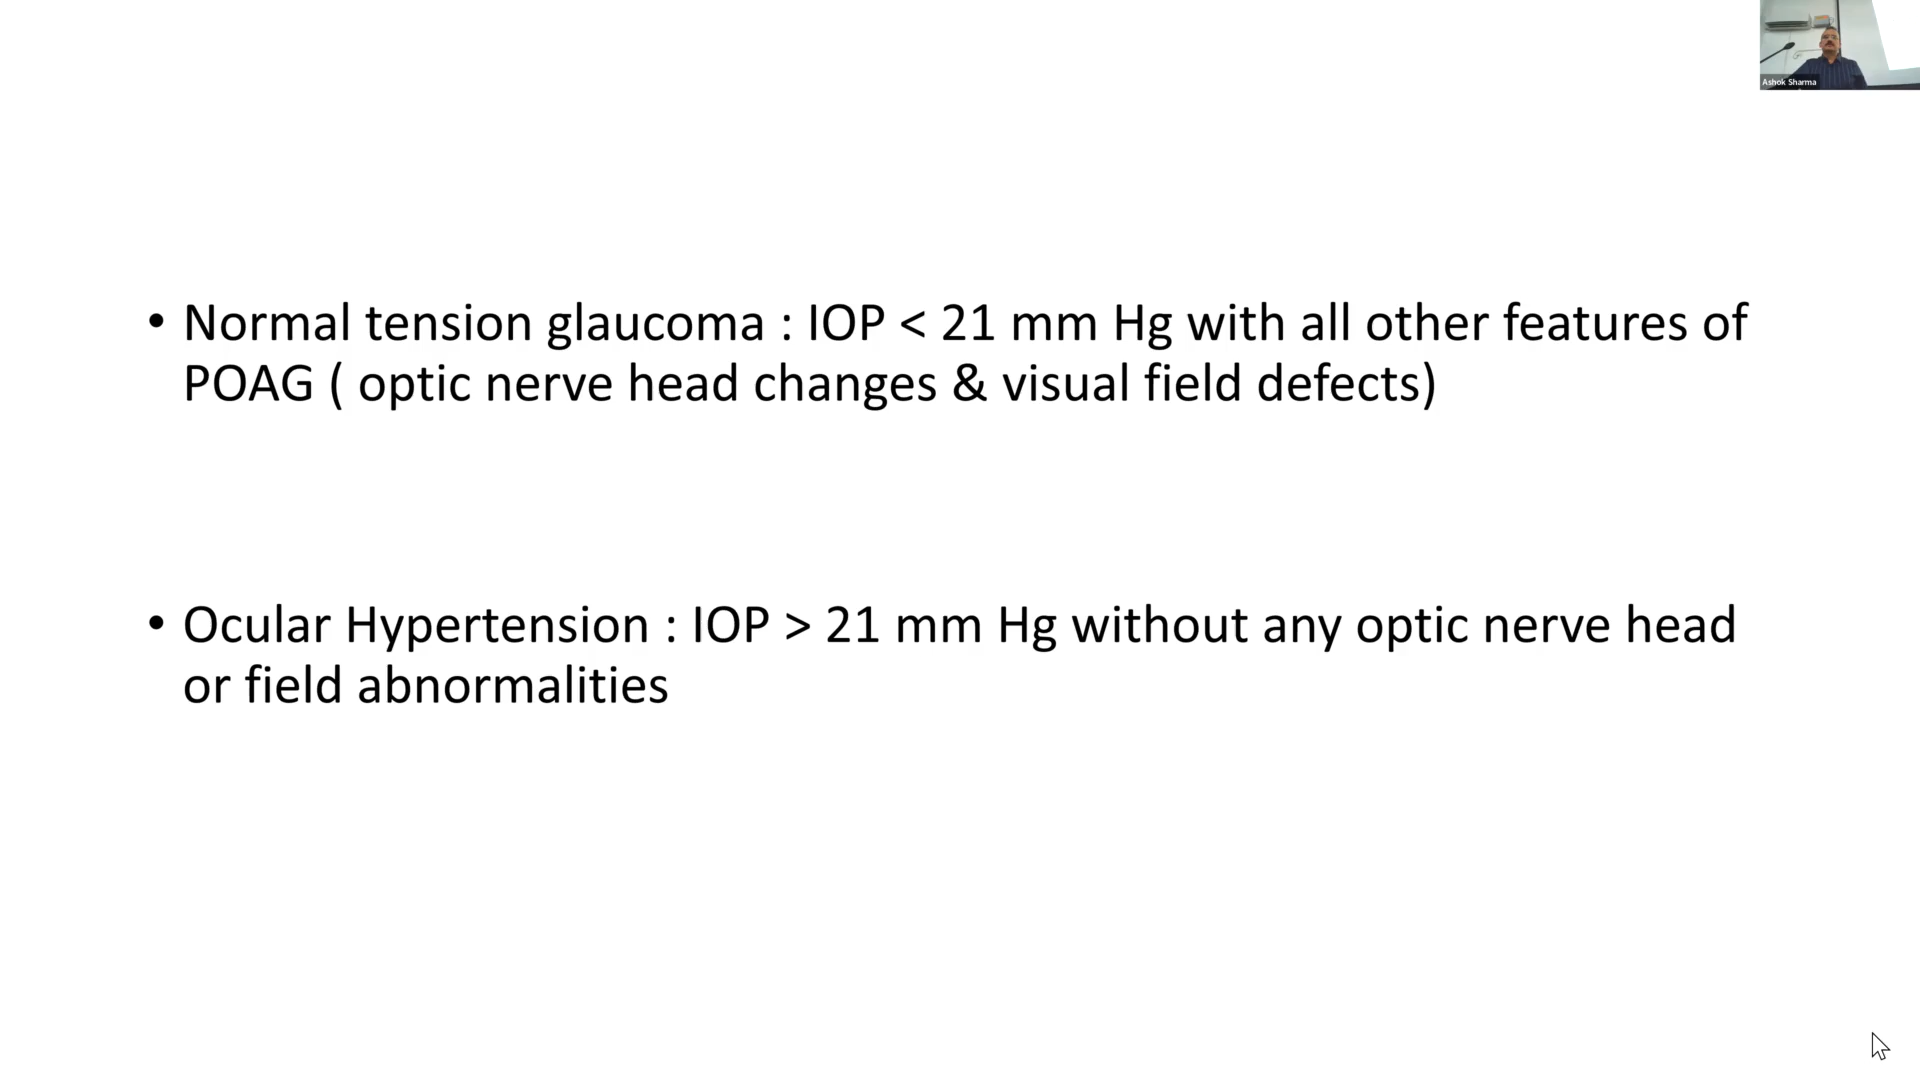 Ashok Sharma
• Normal tension glaucoma : IOP < 21 mm Hg with all other features of
POAG ( optic nerve head changes & visual field defects)
• Ocular Hypertension : IOP > 21 mm Hg without any optic nerve head
or field abnormalities